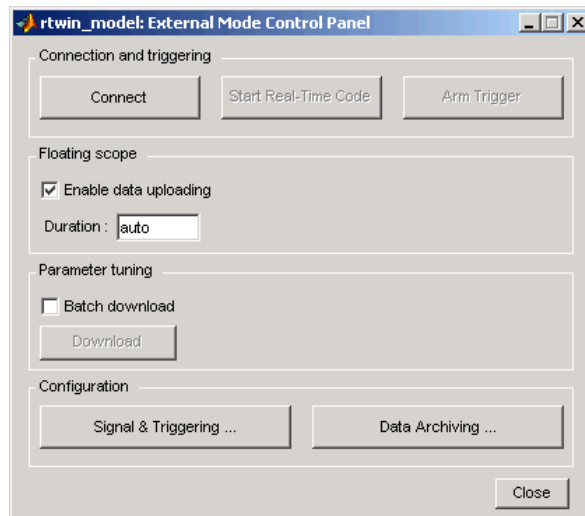 rtwin_model: External Mode Control Panel
Connection and triggering
Connect Start Real-Time Code Arm Trigger
Floating scope
Enable data uploading
Duration : auto
Parameter tuning
Batch download
Download
Configuration
Signal & Triggering ... Data Archiving ...
Close